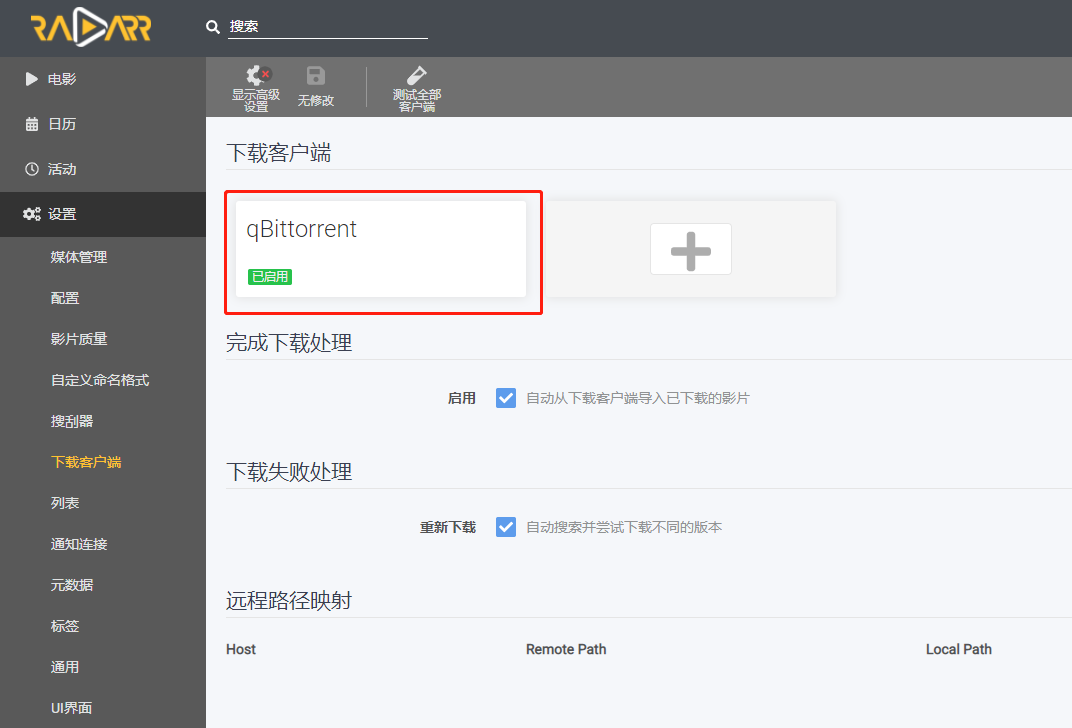 RADARR
搜索
电影
日历
活动
设置
媒体管理
配置
影片质量
自定义命名格式
搜刮器
下载客户端
列表
通知连接
元数据
标签
通用
UI界面
显示高级
设置
无修改
测试全部
客户端
下载客户端
qBittorrent
已启用
完成下载处理
启用
自动从下载客户端导入已下载的影片
下载失败处理
重新下载
自动搜索并尝试下载不同的版本
远程路径映射
Host Remote Path Local Path